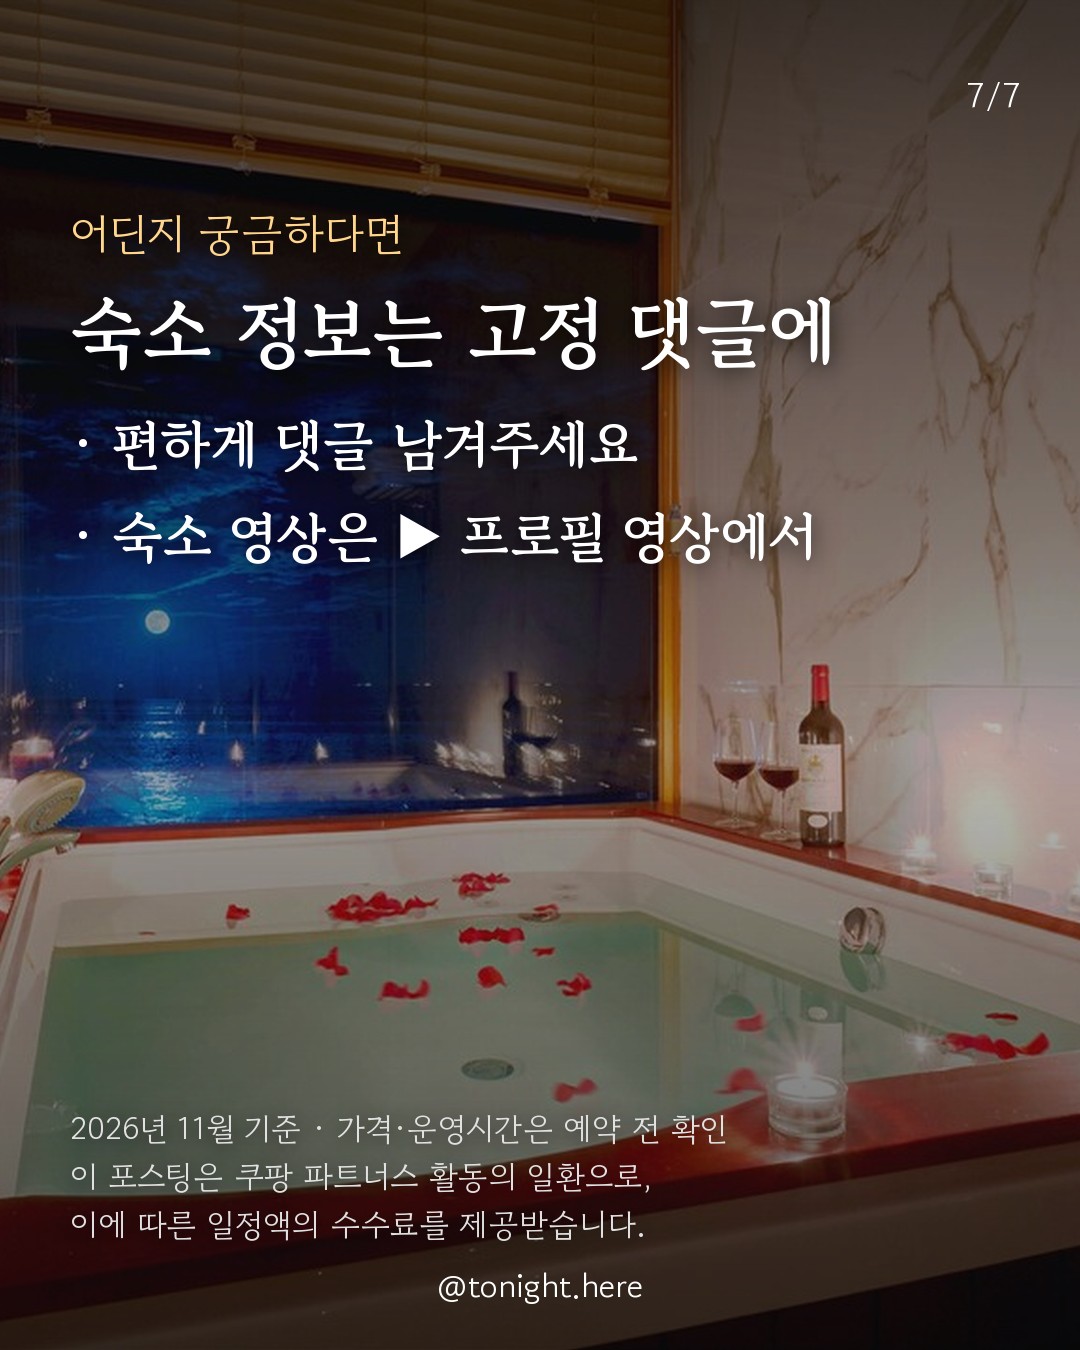 7/7
어딘지 궁금하다면
숙소 정보는 고정 댓글에
· 편하게 댓글 남겨주세요
· 숙소 영상은 ▶ 프로필 영상에서
2026년 11월 기준 · 가격·운영시간은 예약 전 확인
이 포스팅은 쿠팡 파트너스 활동의 일환으로,
이에 따른 일정액의 수수료를 제공받습니다.
@tonight.here